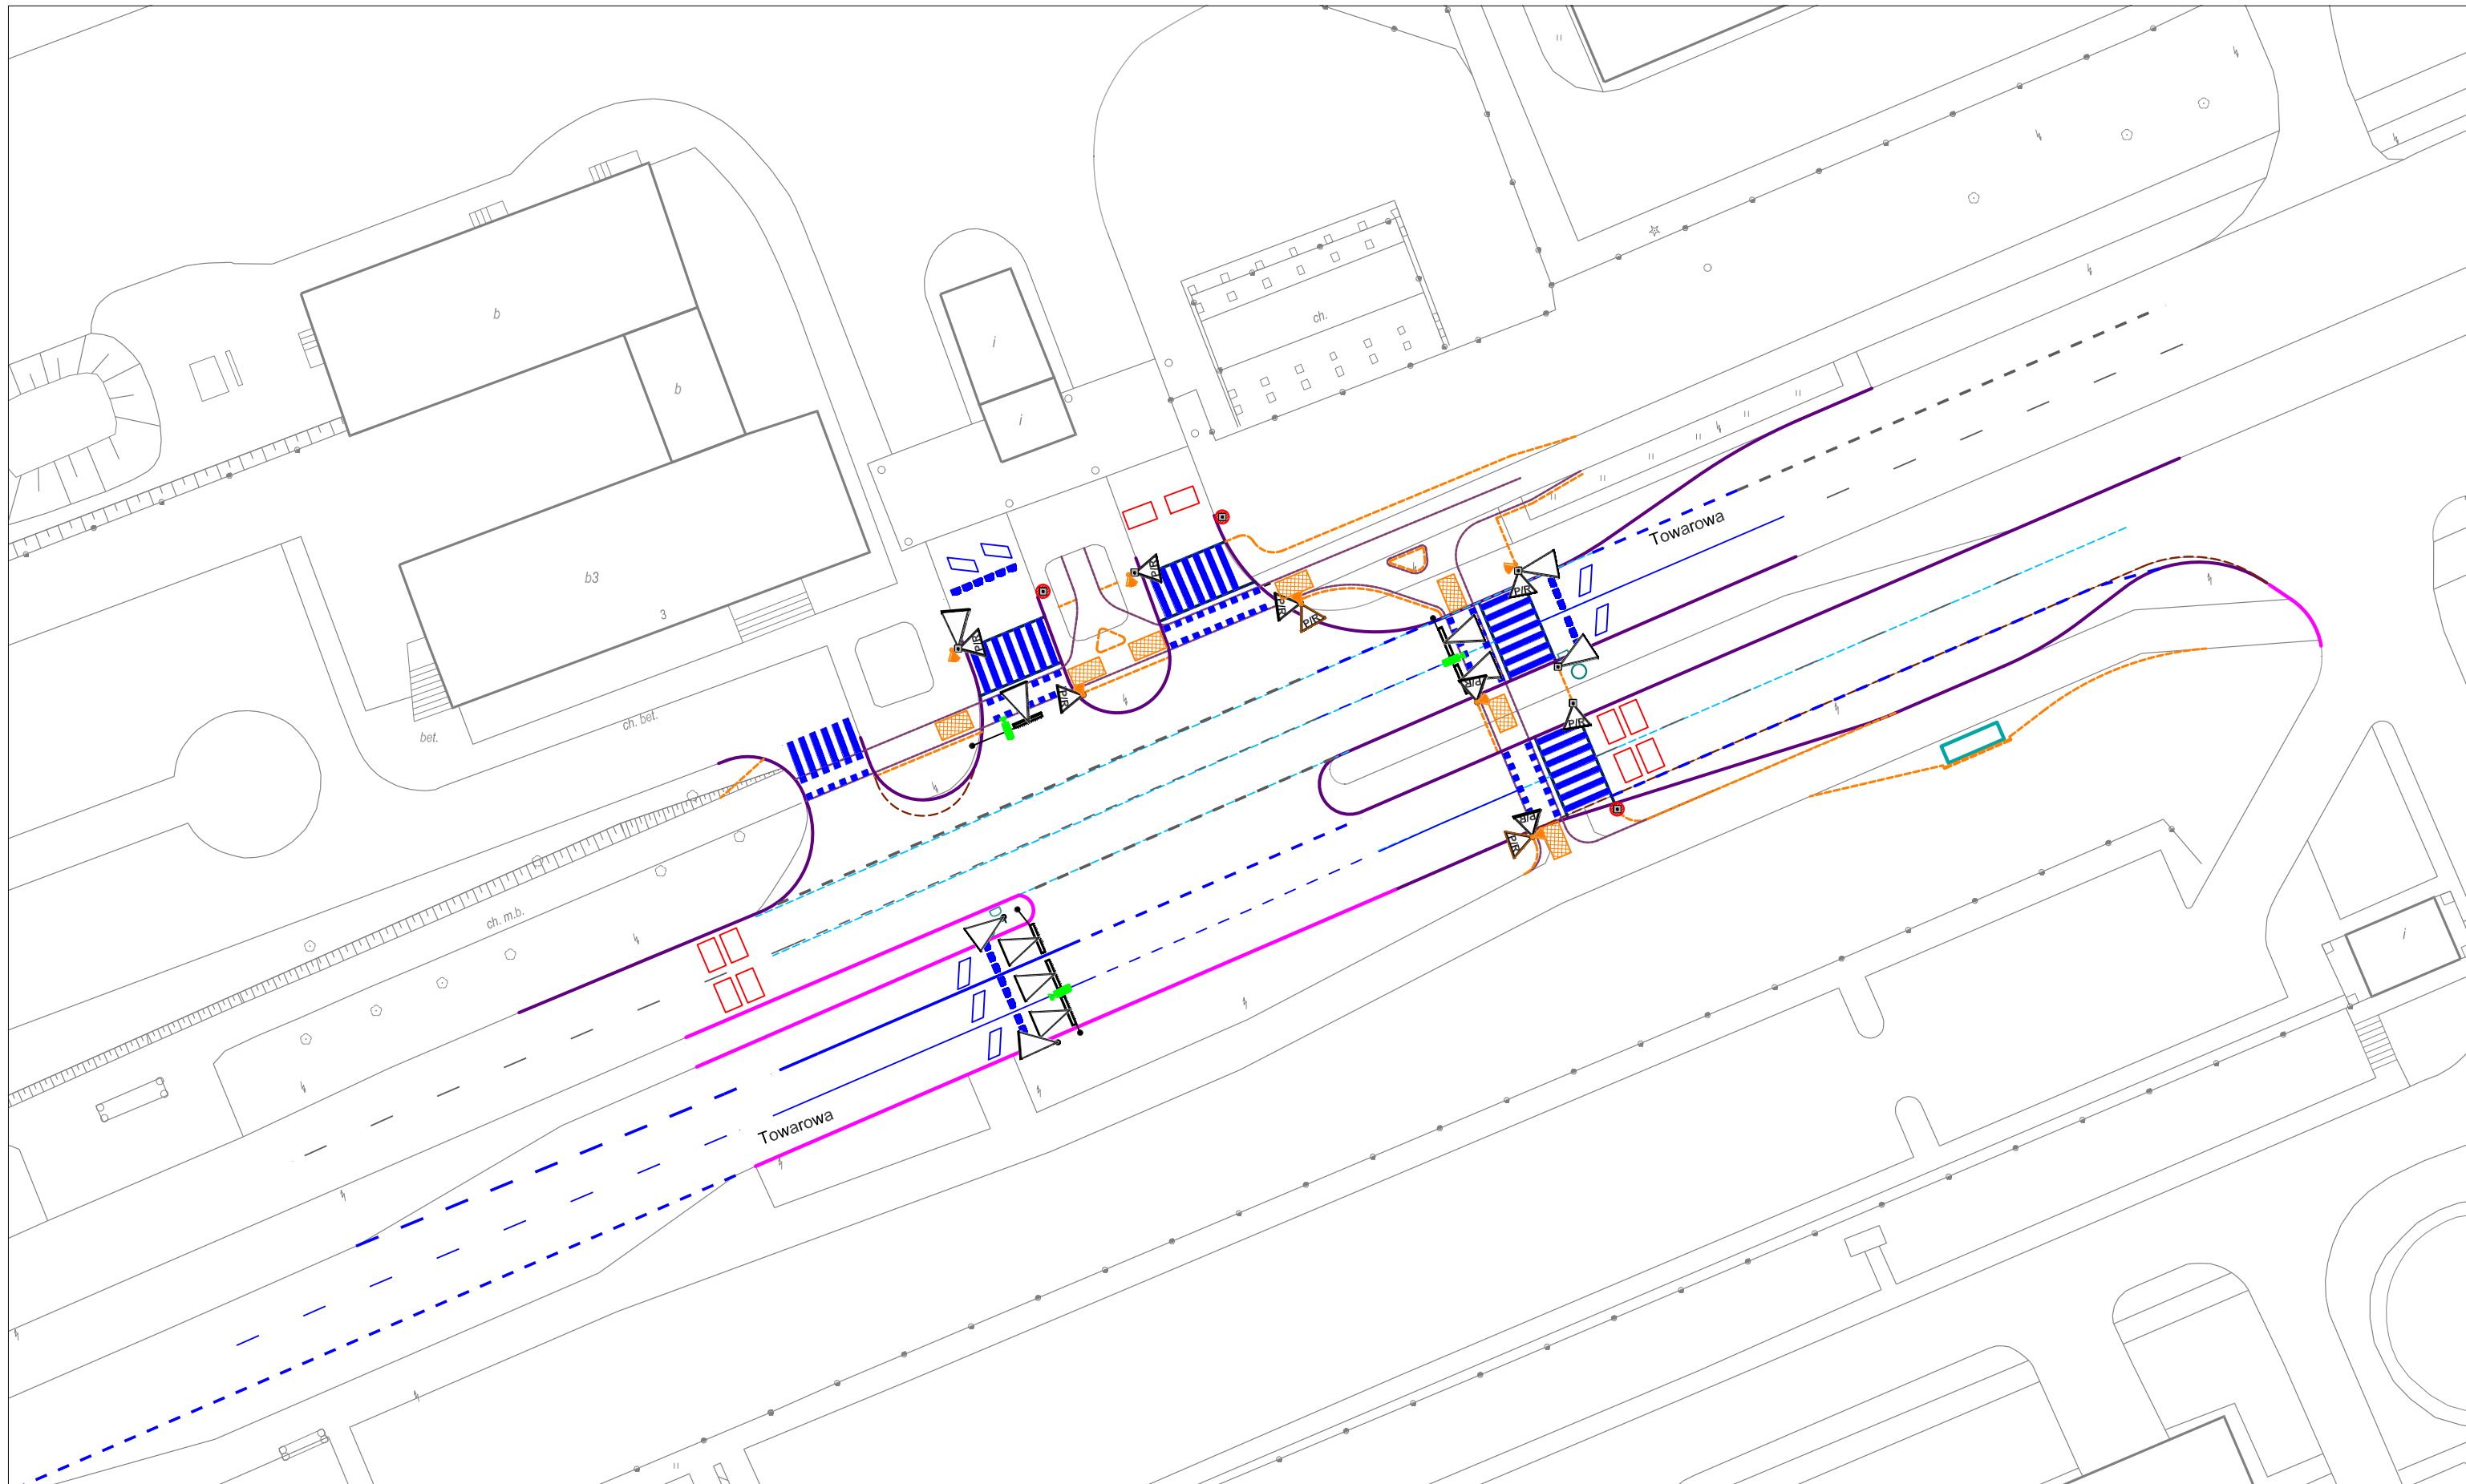 b
i
b
i
ch.
b3
3
Towarowa
P/R
P/R
P/R
P/R
P/R
P/R
P/R
P/R
ch. bet.
bet.
P/R
P/R
P/R
ch. m.b.
i
Towarowa